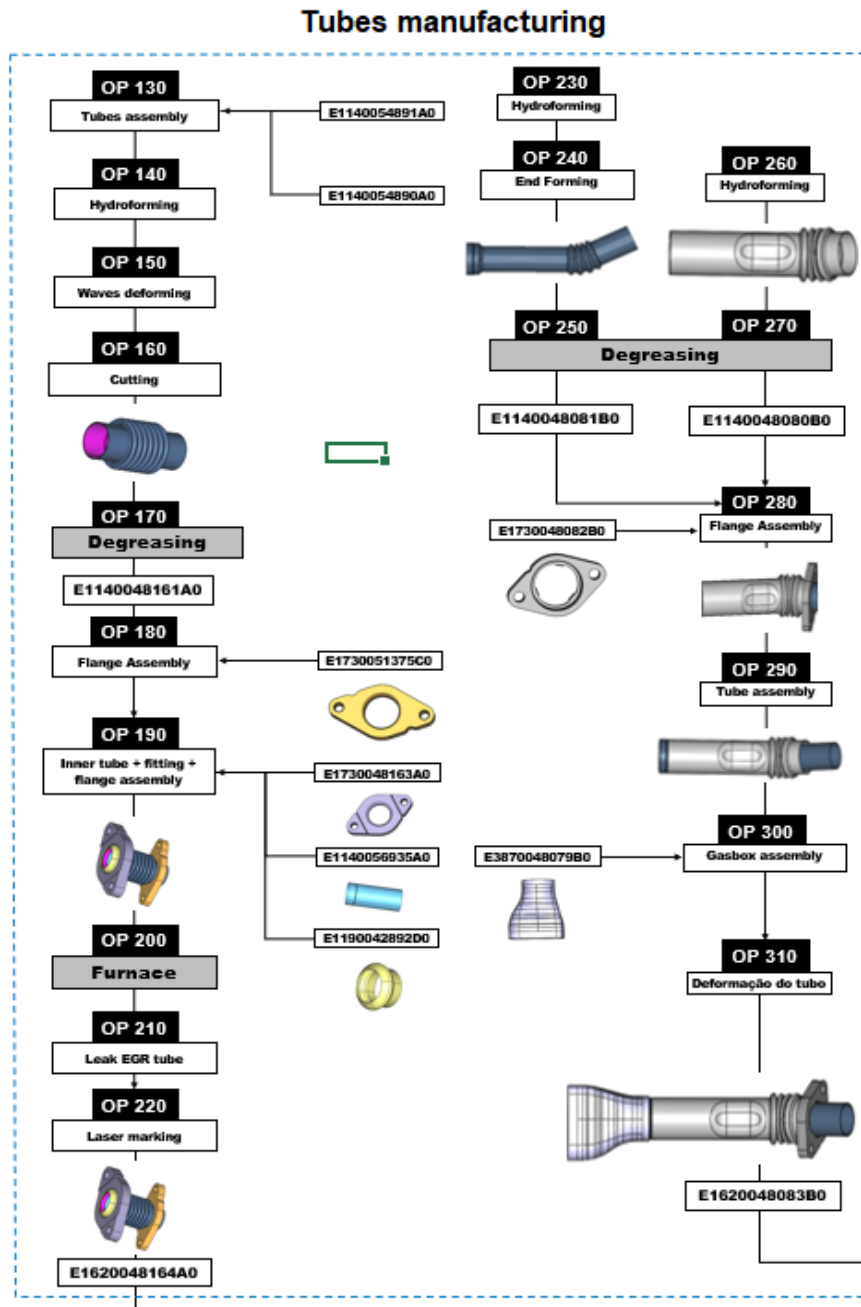 Tubes manufacturing
OP 130
Tubes assembly
E1140054891A0
E1140054890A0
OP 140
Hydroforming
OP 150
Waves deforming
OP 160
Cutting
OP 170
Degreasing
E1140048161A0
OP 180
Flange Assembly
E1730051375C0
OP 190
Inner tube + fitting +
flange assembly
E1730048163A0
E1140056935A0
E1190042892D0
OP 200
Furnace
OP 210
Leak EGR tube
OP 220
Laser marking
E1620048164A0
OP 230
Hydroforming
OP 240
End Forming
OP 260
Hydroforming
OP 250
OP 270
Degreasing
E1140048081B0
E1140048080B0
OP 280
Flange Assembly
E1730048082B0
OP 290
Tube assembly
OP 300
Gasbox assembly
E3870048079B0
OP 310
Deformação do tubo
E1620048083B0